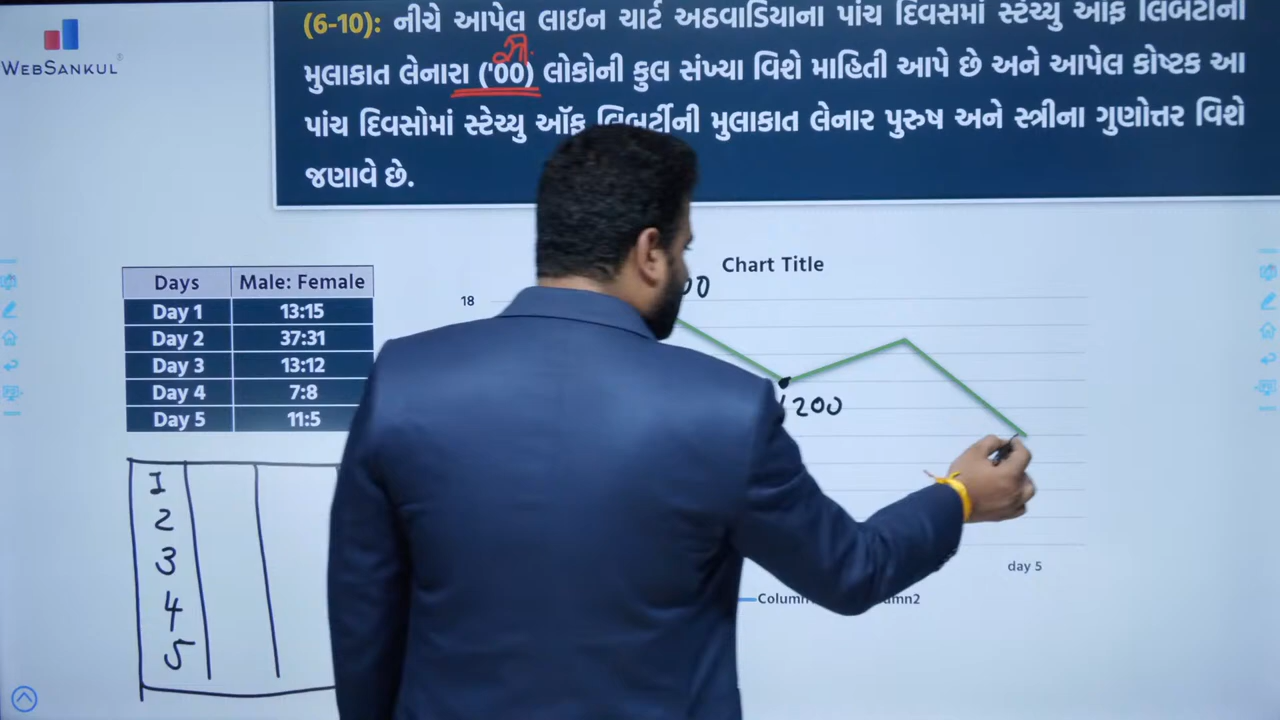 WEBSANKUL®
(6-10): નીચે આપેલ લાઇન ચાર્ટ અઠવાડિયાના પાંચ દિવસમાં સ્ટેચ્યુ ઑફ લિબર્ટીની
સો.
મુલાકાત લેનારા ('00) લોકોની કુલ સંખ્યા વિશે માહિતી આપે છે અને આપેલ કોષ્ટક આ
પાંચ દિવસોમાં સ્ટેચ્યુ ઑફ લિબર્ટીની મુલાકાત લેનાર પુરુષ અને સ્ત્રીના ગુણોત્તર વિશે
જણાવે છે.
Days Male: Female
Day 1 13:15
Day 2 37:31
Day 3 13:12
Day 4 7:8
Day 5 11:5
Chart Title
18
00
1200
day 5
1
2
3
4
5